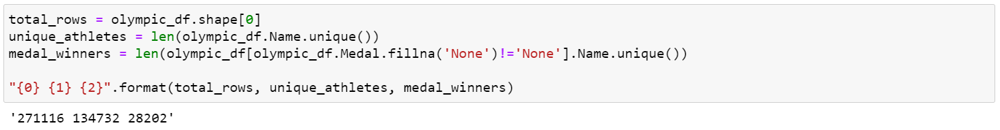 total_rows = olympic_df.shape[0]
unique_athletes = len(olympic_df.Name.unique())
medal_winners = len(olympic_df[olympic_df.Medal.fillna('None')!='None'].Name.unique())
"{0} {1} {2}".format(total_rows, unique_athletes, medal_winners)
'271116 134732 28202'